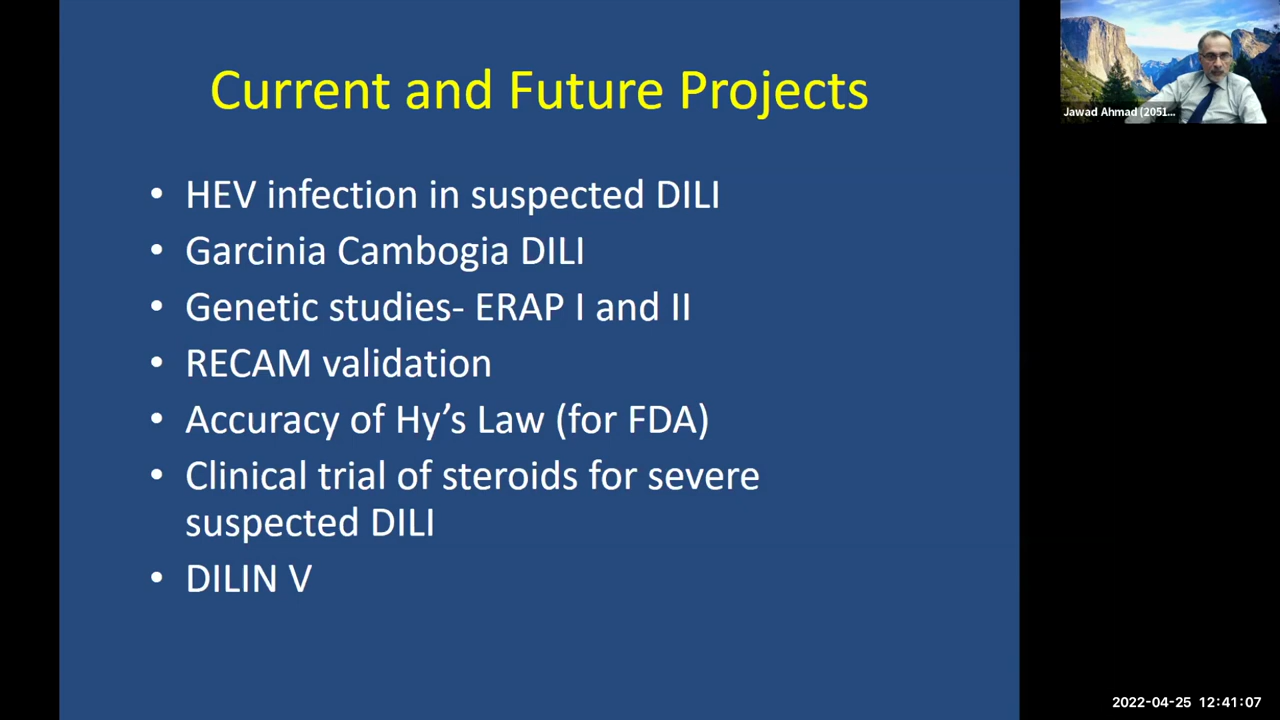 Current and Future Projects
• HEV infection in suspected DILI
• Garcinia Cambogia DILI
• Genetic studies- ERAP I and II
• RECAM validation
• Accuracy of Hy’s Law (for FDA)
• Clinical trial of steroids for severe
suspected DILI
• DILIN V
Jawad Ahmad (2051...
2022-04-25 12:41:07